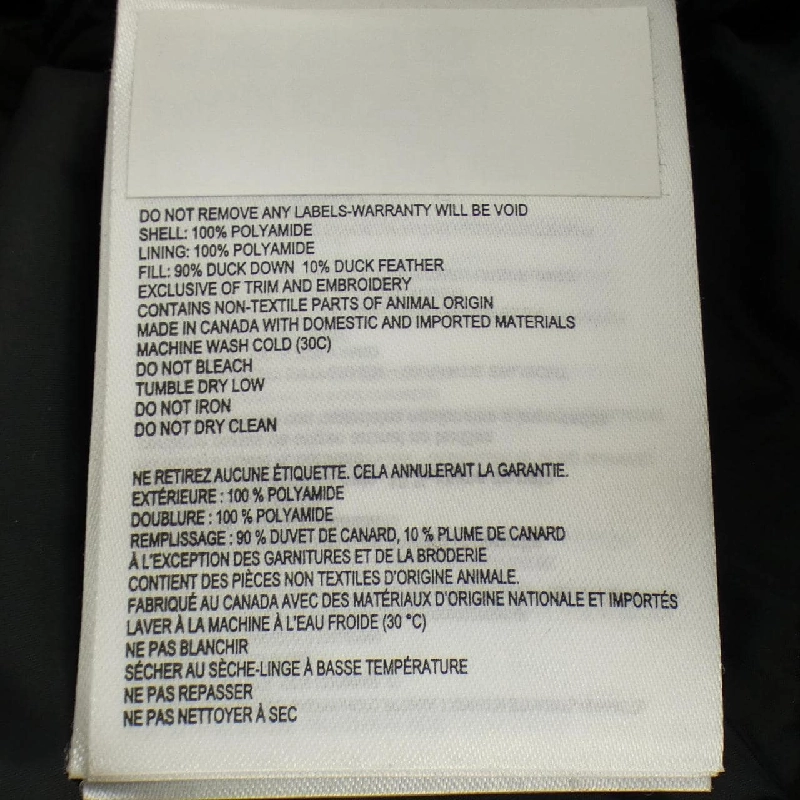 DO NOT REMOVE ANY LABELS-WARRANTY WILL BE VOID
SHELL: 100% POLYAMIDE
LINING: 100% POLYAMIDE
FILL: 90% DUCK DOWN 10% DUCK FEATHER
EXCLUSIVE OF TRIM AND EMBROIDERY
CONTAINS NON-TEXTILE PARTS OF ANIMAL ORIGIN
MADE IN CANADA WITH DOMESTIC AND IMPORTED MATERIALS
MACHINE WASH COLD (30C)
DO NOT BLEACH
TUMBLE DRY LOW
DO NOT IRON
DO NOT DRY CLEAN
NE RETIREZ AUCUNE ÉTIQUETTE. CELA ANNULERAIT LA GARANTIE.
EXTÉRIEURE : 100 % POLYAMIDE
DOUBLURE : 100 % POLYAMIDE
REMPLISSAGE : 90 % DUVET DE CANARD, 10 % PLUME DE CANARD
À L'EXCEPTION DES GARNITURES ET DE LA BRODERIE
CONTIENT DES PIÈCES NON TEXTILES D'ORIGINE ANIMALE.
FABRIQUÉ AU CANADA AVEC DES MATÉRIAUX D'ORIGINE NATIONALE ET IMPORTÉS
LAVER À LA MACHINE À L'EAU FROIDE (30 °C)
NE PAS BLANCHIR
SÉCHER AU SÈCHE-LINGE À BASSE TEMPÉRATURE
NE PAS REPASSER
NE PAS NETTOYER À SEC